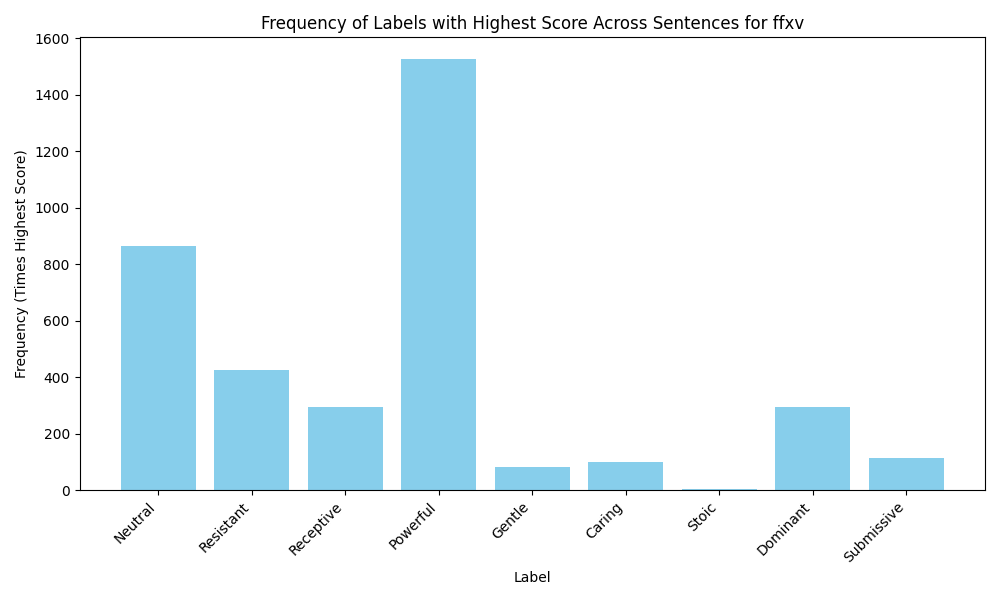 Frequency of Labels with Highest Score Across Sentences for ffxv
Frequency (Times Highest Score)
1600
1400
1200
1000
800
600
400
200
0
Neutral
Resistant
Receptive
Powerful
Gentle
Caring
Stoic
Dominant
Submissive
Label